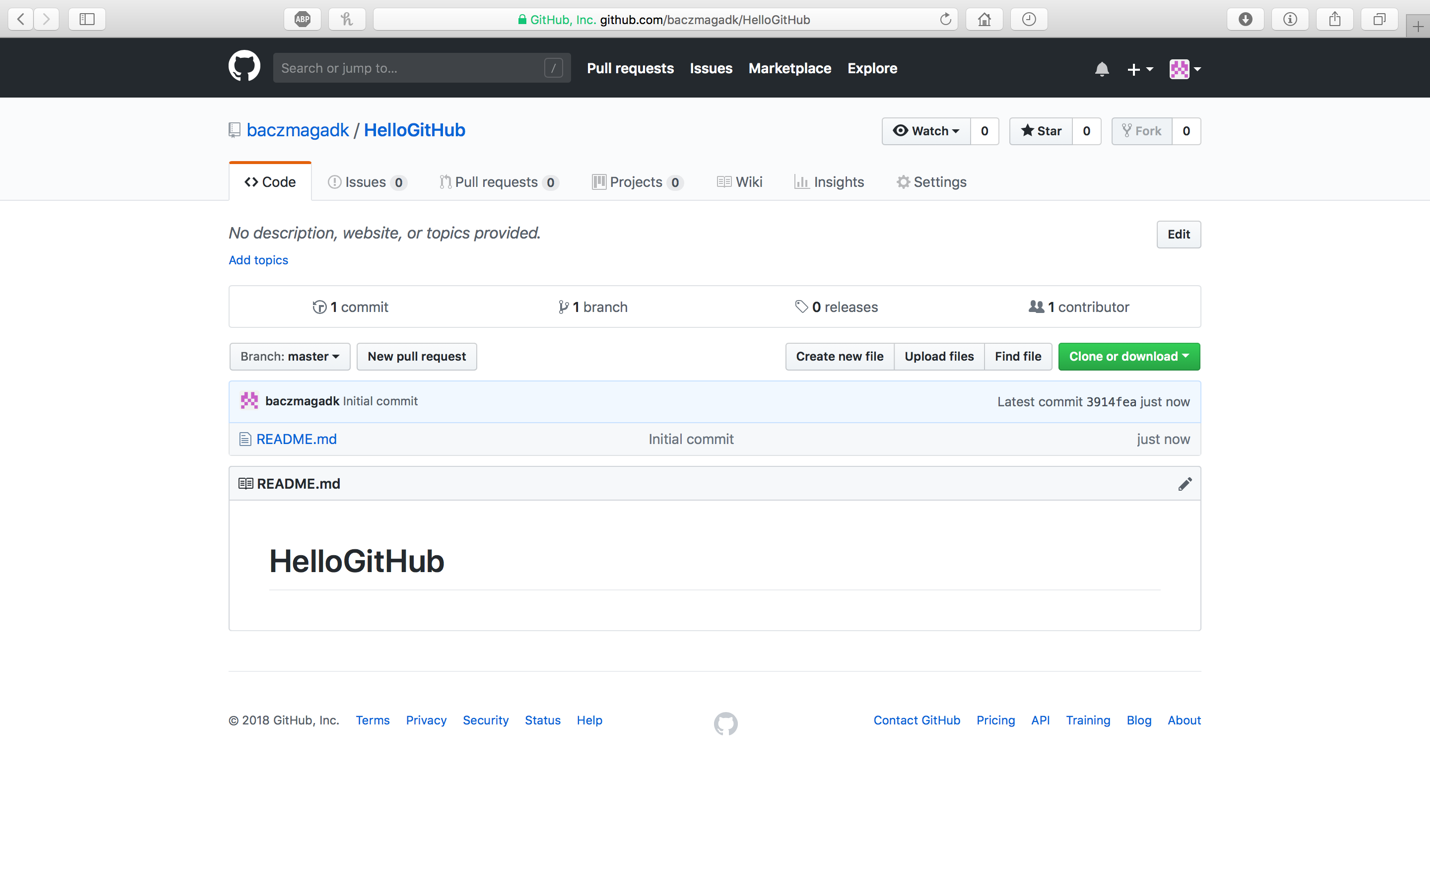 ABP GitHub, Inc. github.com/baczmagadk/HelloGitHub
Search or jump to... / Pull requests Issues Marketplace Explore
baczmagadk / HelloGitHub Watch 0 Star 0 Fork 0
Code Issues 0 Pull requests 0 Projects 0 Wiki Insights Settings
No description, website, or topics provided. Edit
Add topics
1 commit 1 branch 0 releases 1 contributor
Branch: master New pull request Create new file Upload files Find file Clone or download
baczmagadk Initial commit Latest commit 3914fea just now
README.md Initial commit just now
README.md
HelloGitHub
© 2018 GitHub, Inc. Terms Privacy Security Status Help Contact GitHub Pricing API Training Blog About